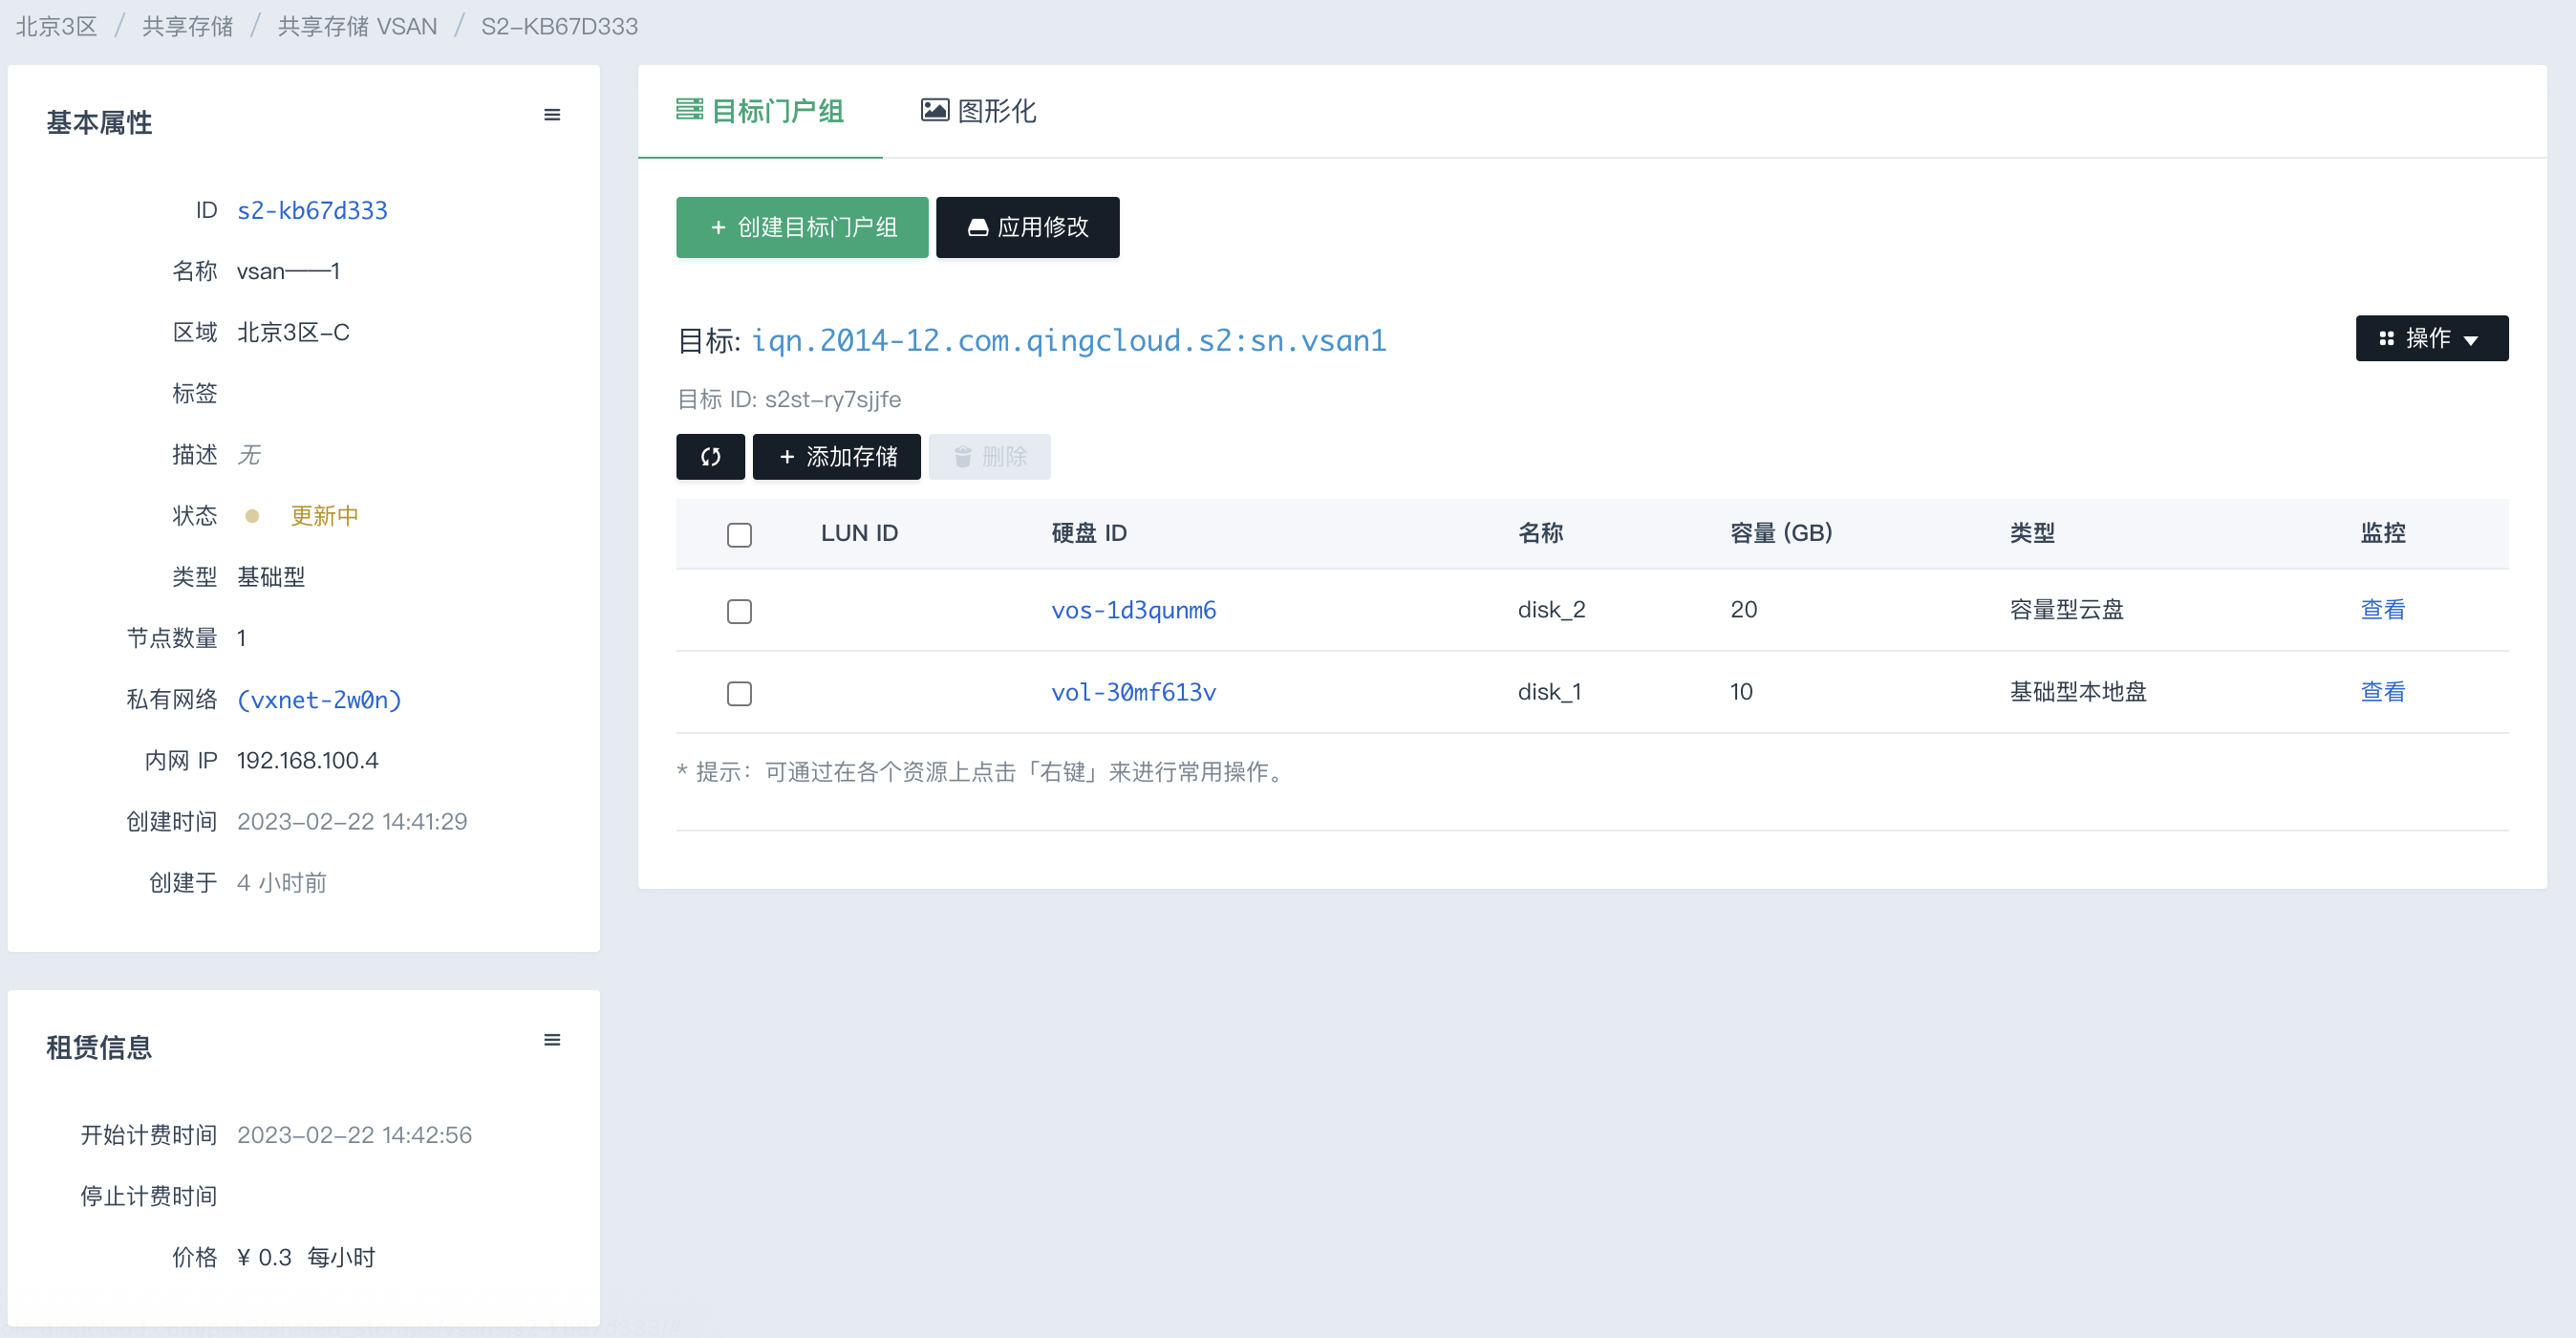 北京3区 / 共享存储 / 共享存储 VSAN / S2-KB67D333
基本属性
ID s2-kb67d333
名称 vsan——1
区域 北京3区-C
标签
描述 无
状态 更新中
类型 基础型
节点数量 1
私有网络 (vxnet-2w0n)
内网 IP 192.168.100.4
创建时间 2023-02-22 14:41:29
创建于 4 小时前
租赁信息
开始计费时间 2023-02-22 14:42:56
停止计费时间
价格 ¥ 0.3 每小时
目标门户组 图形化
+ 创建目标门户组 应用修改
目标: iqn.2014-12.com.qingcloud.s2:sn.vsan1 操作
目标 ID: s2st-ry7sjjfe
+ 添加存储 删除
LUN ID 硬盘 ID 名称 容量 (GB) 类型 监控
vos-1d3qunm6 disk_2 20 容量型云盘 查看
vol-30mf613v disk_1 10 基础型本地盘 查看
* 提示：可通过在各个资源上点击「右键」来进行常用操作。